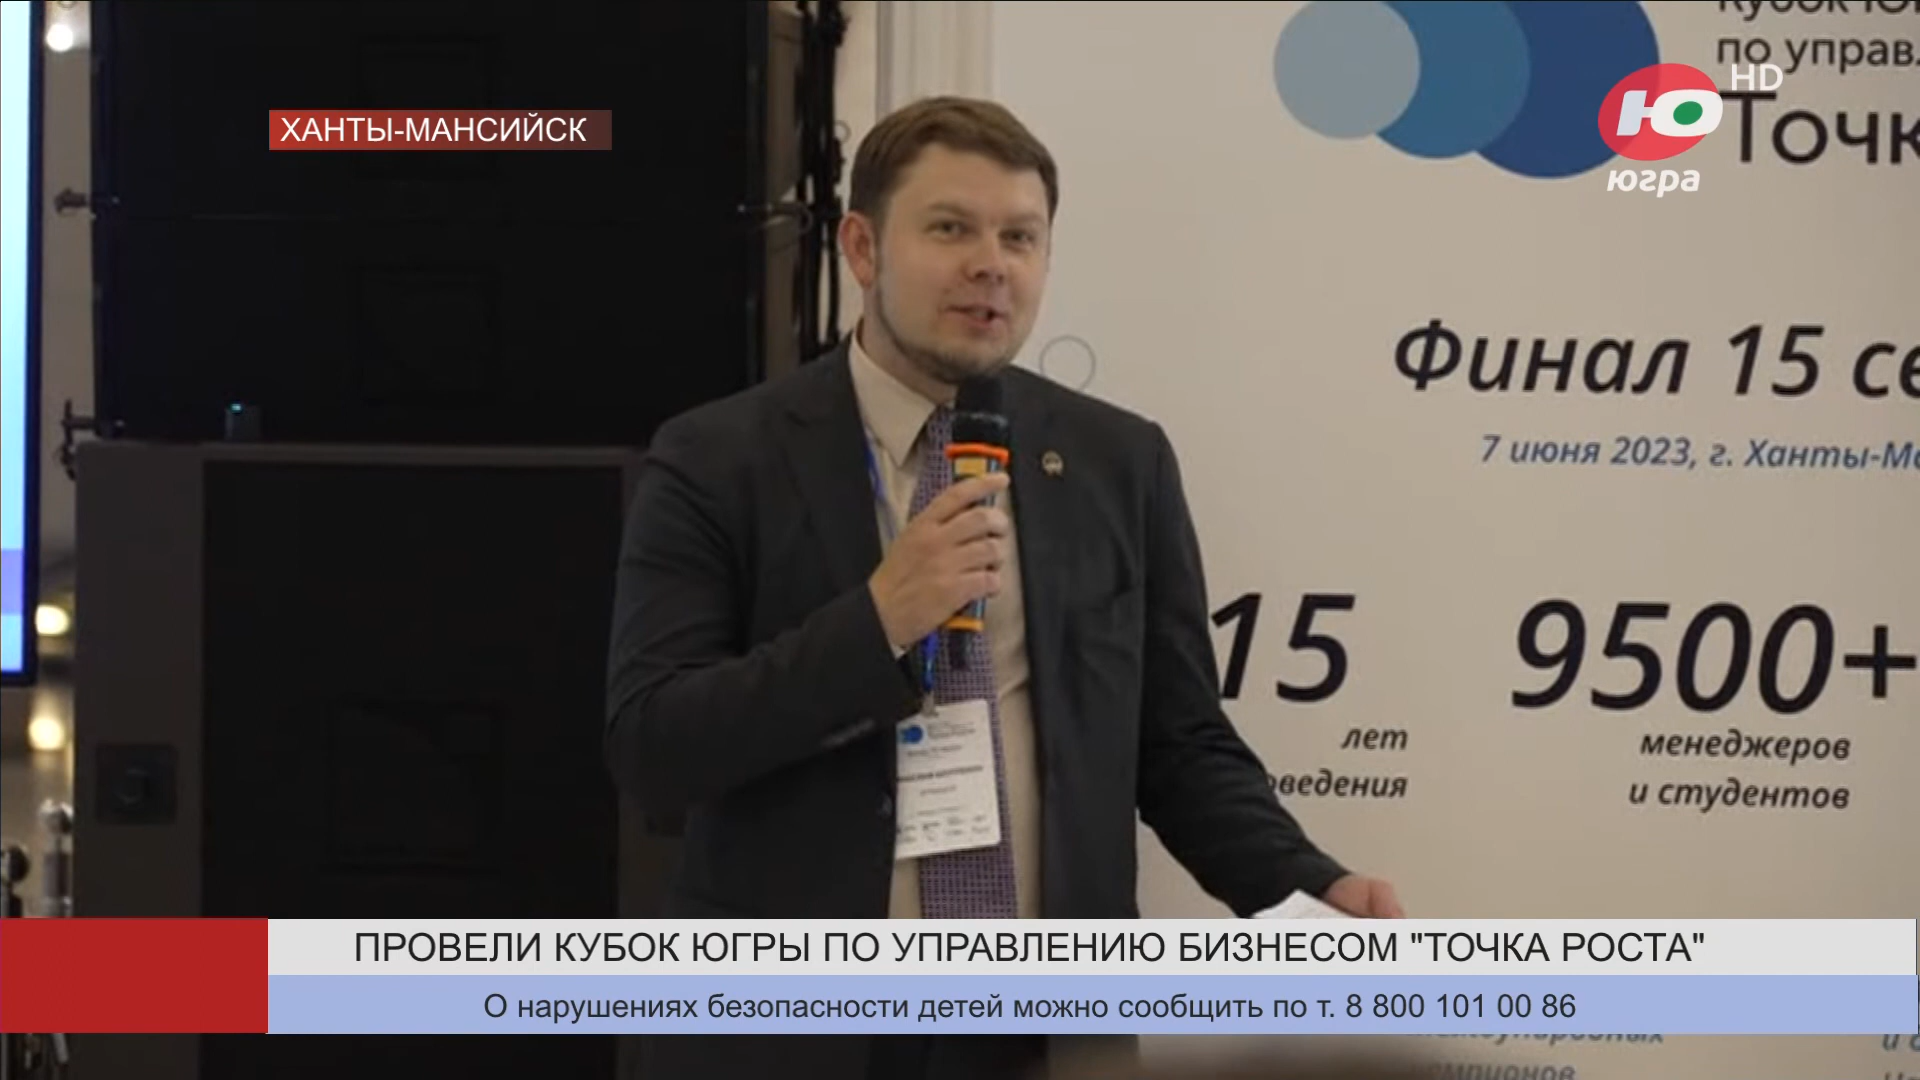 по управ
HD
Ю
Точк
югра
ХАНТЫ-МАНСИЙСК
Финал 15 се
7 июня 2023, г. Ханты-Ма
15
лет
оведения
9500+
менеджеров
и студентов
ПРОВЕЛИ КУБОК ЮГРЫ ПО УПРАВЛЕНИЮ БИЗНЕСОМ "ТОЧКА РОСТА"
О нарушениях безопасности детей можно сообщить по т. 8 800 101 00 86